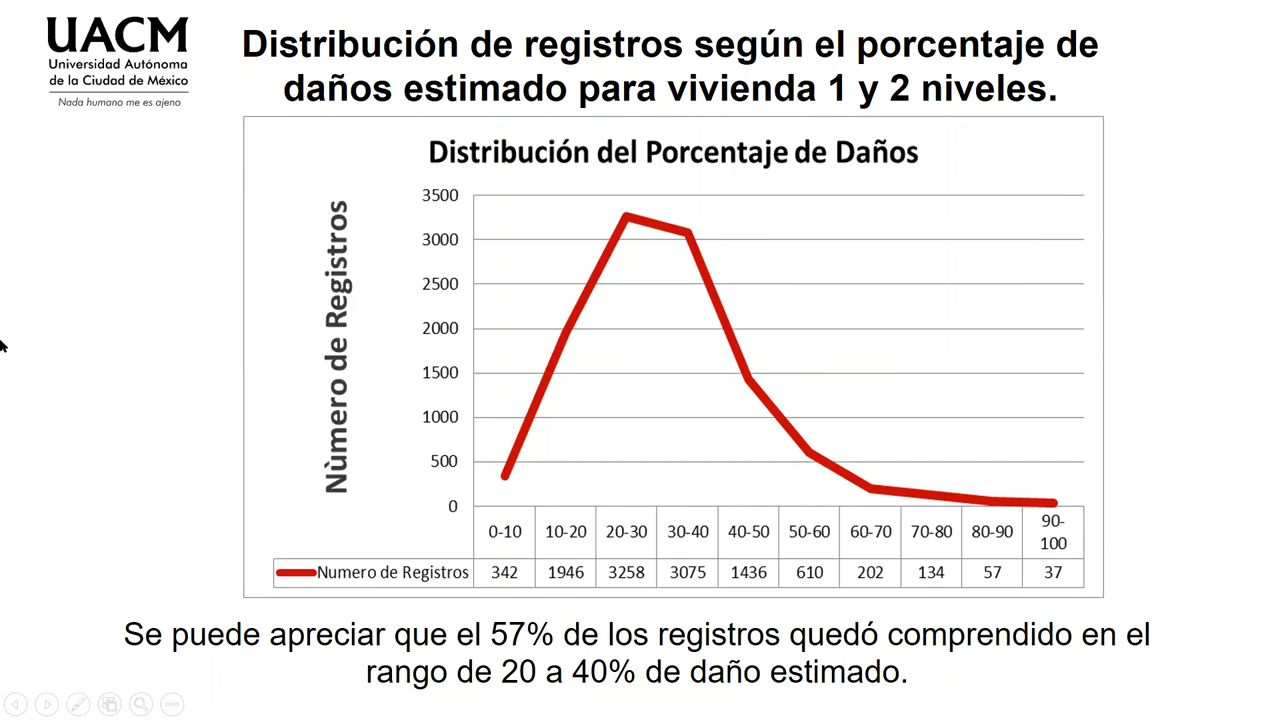 UACM
Universidad Autónoma
de la Ciudad de México
Nada humano me es ajeno
Distribución de registros según el porcentaje de
daños estimado para vivienda 1 y 2 niveles.
Distribución del Porcentaje de Daños
Nùmero de Registros
3500
3000
2500
2000
1500
1000
500
0
0-10 10-20 20-30 30-40 40-50 50-60 60-70 70-80 80-90 90-
100
Numero de Registros 342 1946 3258 3075 1436 610 202 134 57 37
Se puede apreciar que el 57% de los registros quedó comprendido en el
rango de 20 a 40% de daño estimado.